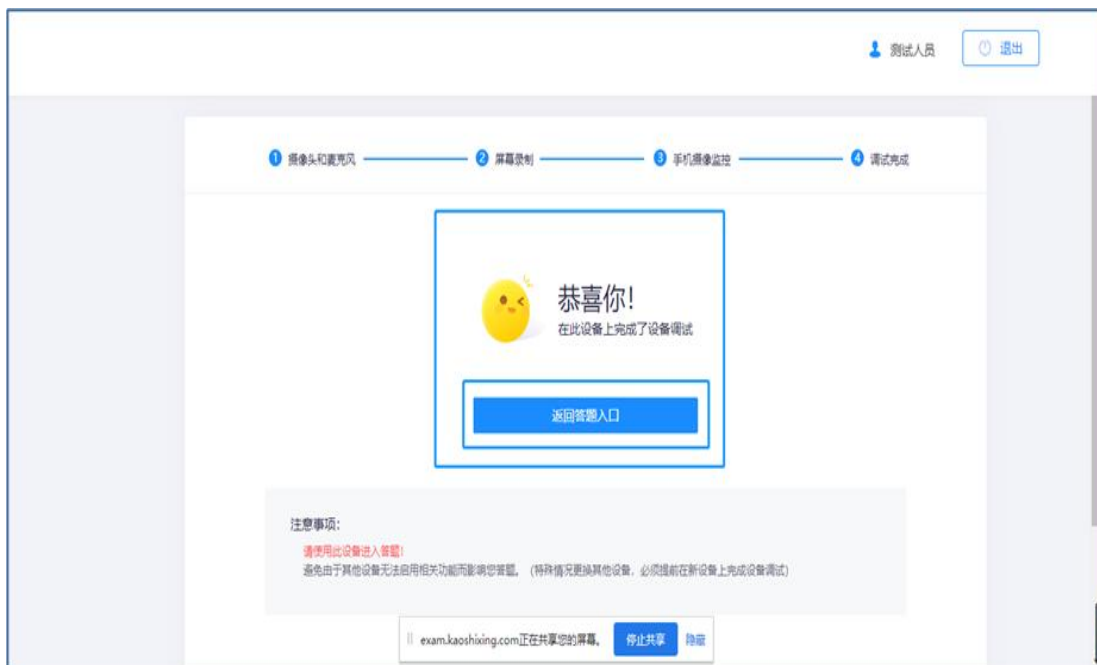 测试人员
退出
1 摄像头和麦克风 2 屏幕录制 3 手机摄像监控 4 调试完成
恭喜你!
在此设备上完成了设备调试
返回答题入口
注意事项:
请使用此设备进入答题!
避免由于其他设备无法启用相关功能而影响您答题。(特殊情况更换其他设备,必须提前在新设备上完成设备调试)
exam.kaoshixing.com正在共享您的屏幕。 停止共享 隐藏